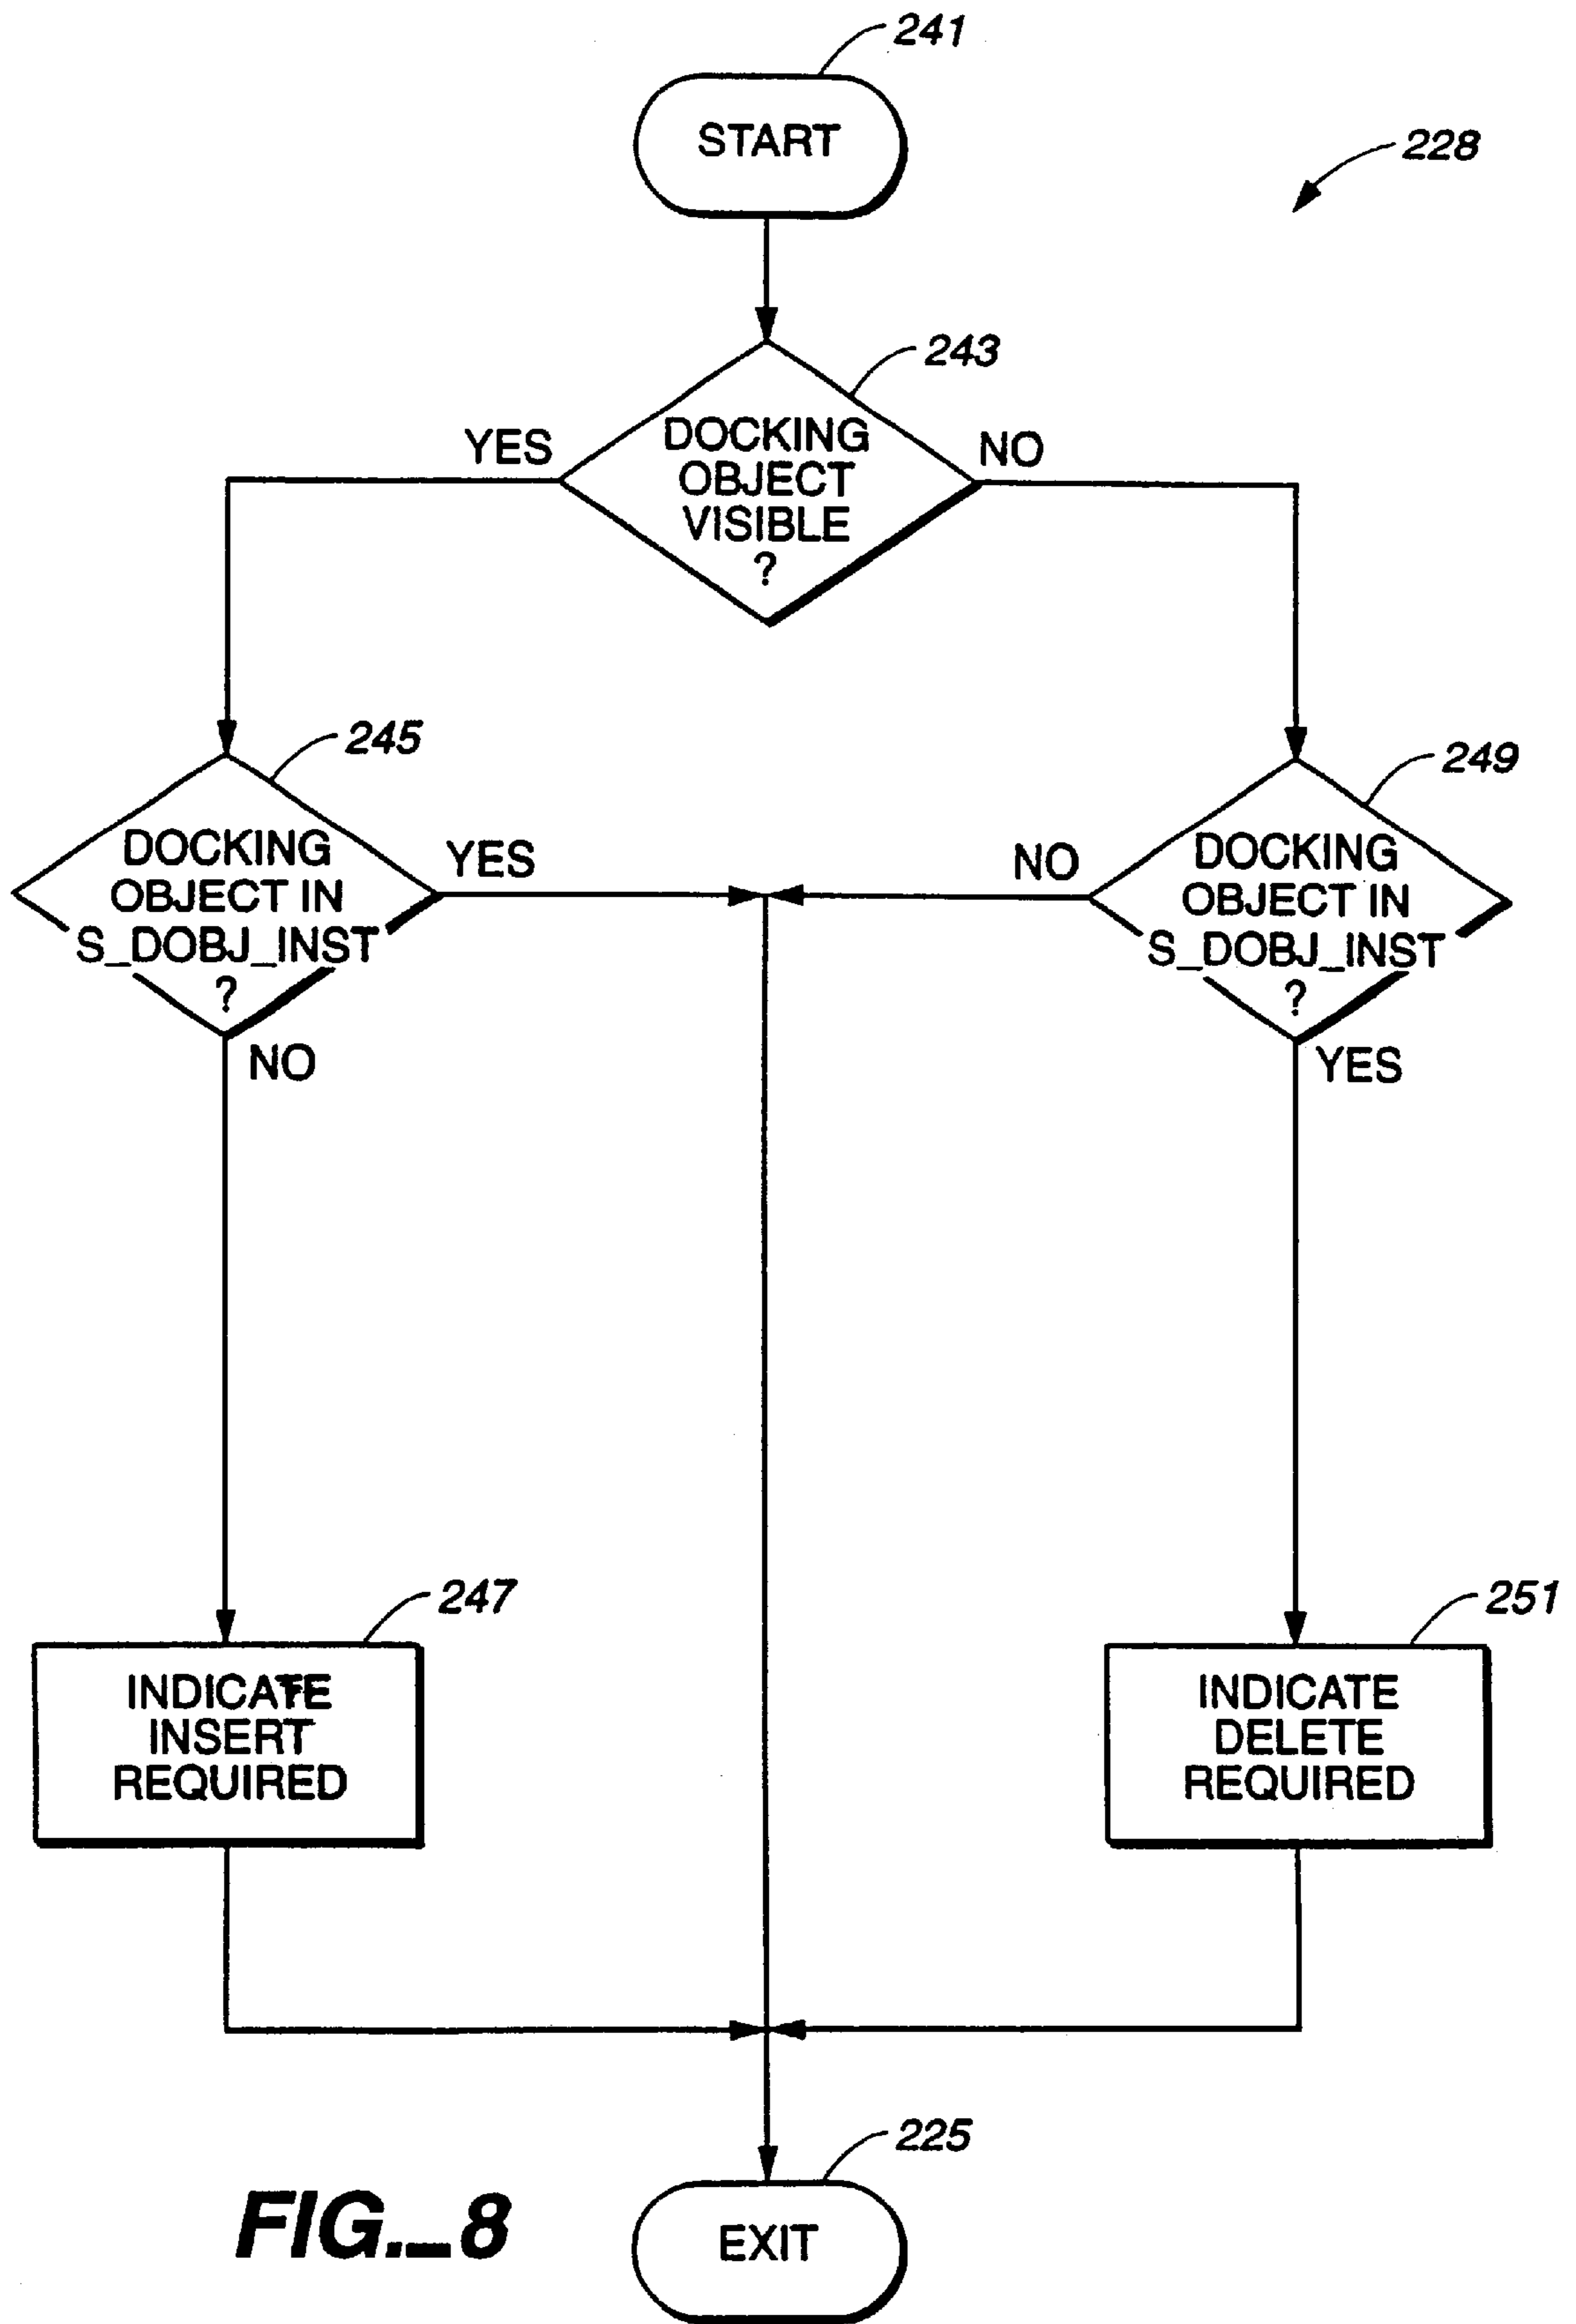 241
START
228
243
DOCKING
OBJECT
VISIBLE
?
YES
NO
245
DOCKING
OBJECT IN
S_DOBJ_INST
?
YES
NO
249
DOCKING
OBJECT IN
S_DOBJ_INST
?
NO
YES
247
INDICATE
INSERT
REQUIRED
251
INDICATE
DELETE
REQUIRED
225
EXIT
FIG._8